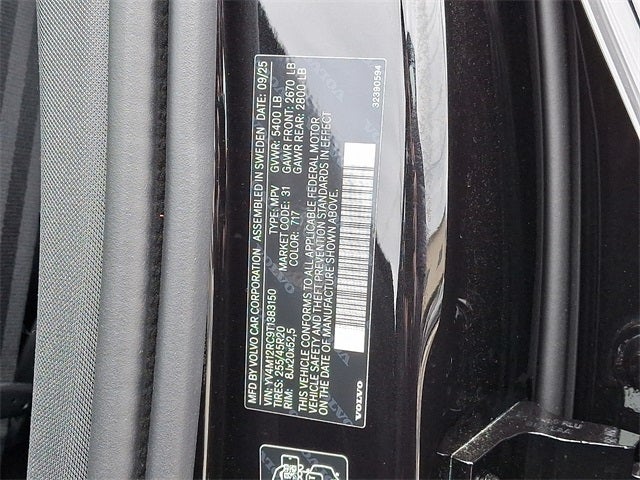 MFD BY VOLVO CAR CORPORATION ASSEMBLED IN SWEDEN DATE: 09/25
VIN: YV4M12RC9T1383150 TYPE: MPV GVWR: 5400 LB
TIRES: 255/45R20 MARKET CODE: 31 GAWR FRONT: 2670 LB
RIM: 8Jx20x52,5 COLOR: 717 GAWR REAR: 2800 LB
THIS VEHICLE CONFORMS TO ALL APPLICABLE FEDERAL MOTOR
VEHICLE SAFETY AND THEFT PREVENTION STANDARDS IN EFFECT
ON THE DATE OF MANUFACTURE SHOWN ABOVE.
VOLVO
32390594